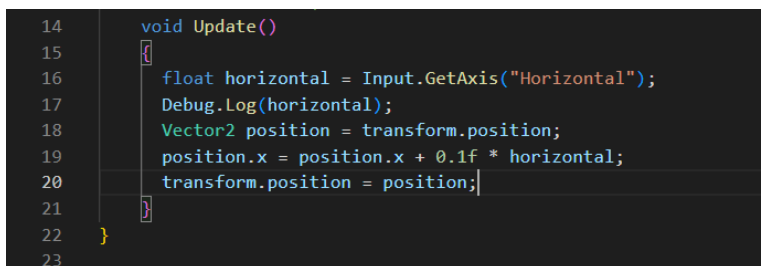 14 void Update()
15 {
16 float horizontal = Input.GetAxis("Horizontal");
17 Debug.Log(horizontal);
18 Vector2 position = transform.position;
19 position.x = position.x + 0.1f * horizontal;
20 transform.position = position;
21 }
22 }
23